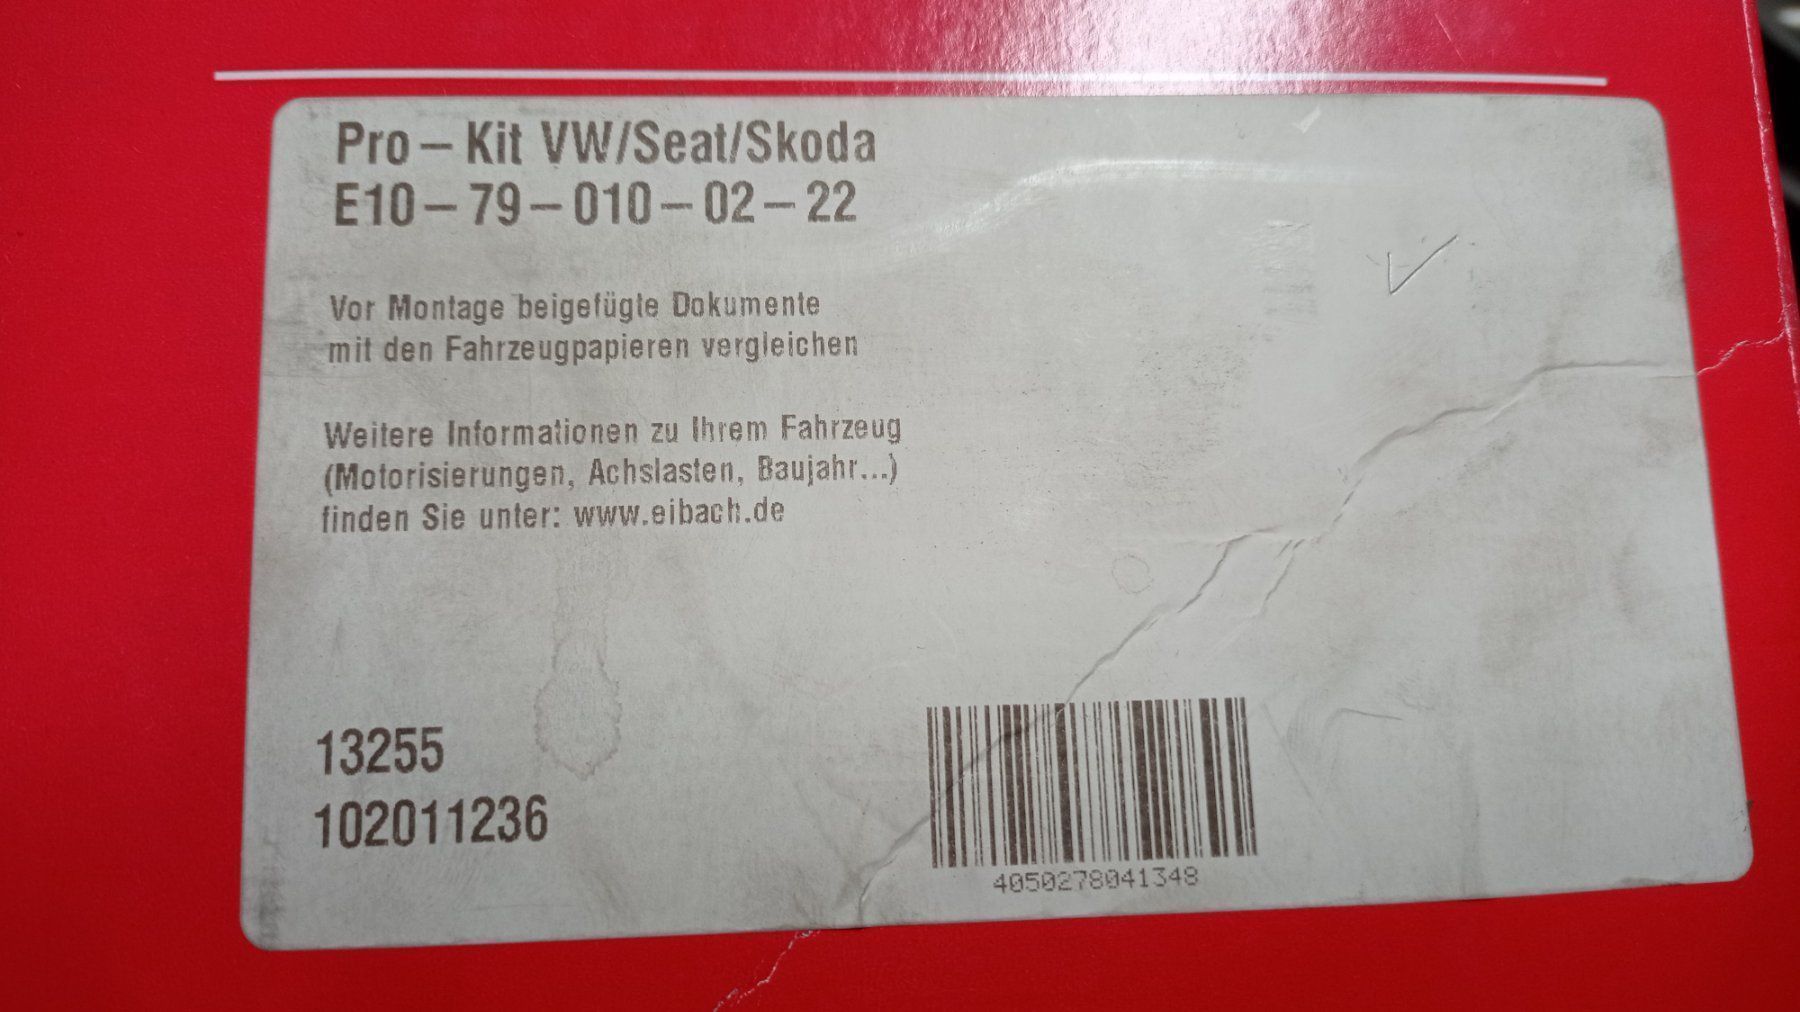 Pro – Kit VW/Seat/Skoda
E10 – 79 – 010 – 02 – 22
Vor Montage beigefügte Dokumente
mit den Fahrzeugpapieren vergleichen
Weitere Informationen zu Ihrem Fahrzeug
(Motorisierungen, Achslasten, Baujahr...)
finden Sie unter: www.eibach.de
13255
102011236
4050278041348